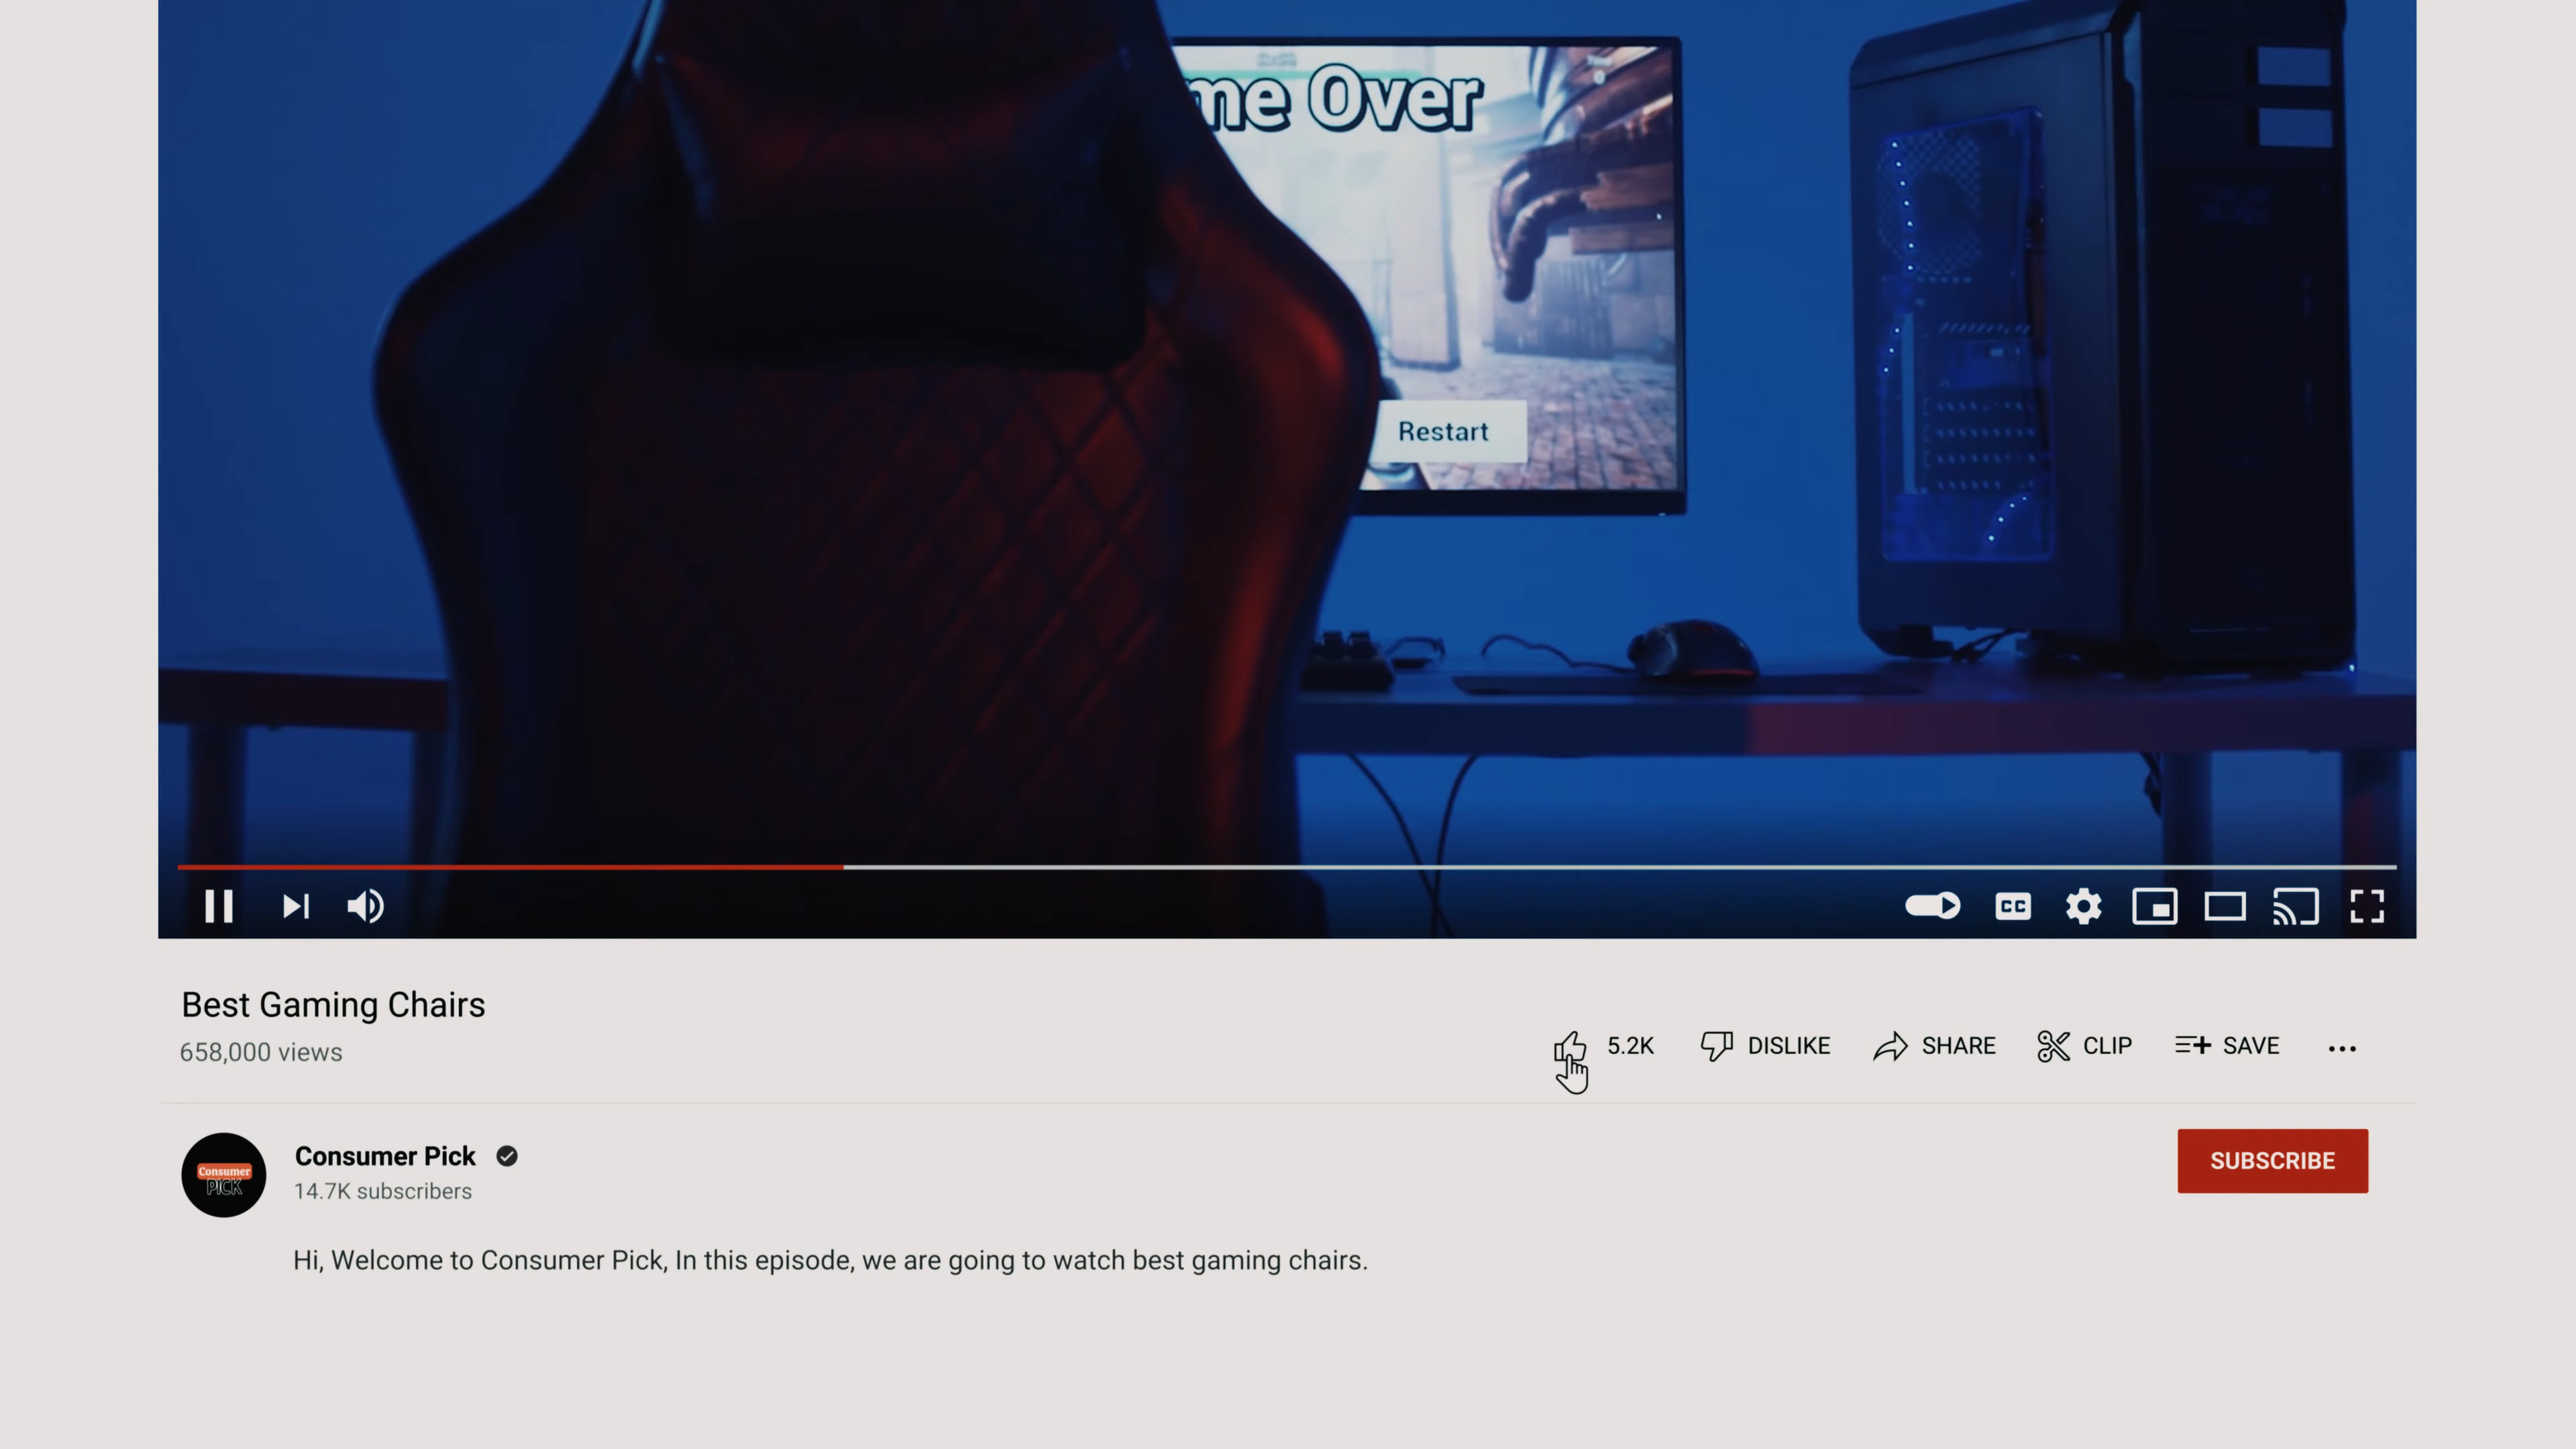 me Over
Restart
CC
Best Gaming Chairs
658,000 views
5.2K DISLIKE SHARE CLIP SAVE
Consumer
PICK
Consumer Pick
14.7K subscribers
SUBSCRIBE
Hi, Welcome to Consumer Pick, In this episode, we are going to watch best gaming chairs.